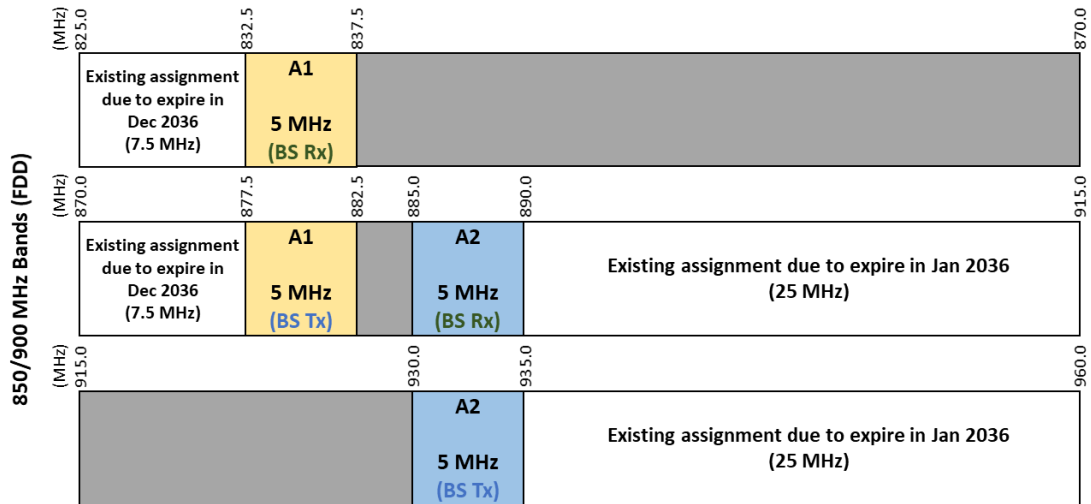 850/900 MHz Bands (FDD)
(MHz)
825.0
832.5
837.5
870.0
Existing assignment
due to expire in
Dec 2036
(7.5 MHz)
A1
5 MHz
(BS Rx)
(MHz)
870.0
877.5
882.5
885.0
890.0
915.0
Existing assignment
due to expire in
Dec 2036
(7.5 MHz)
A1
5 MHz
(BS Tx)
A2
5 MHz
(BS Rx)
Existing assignment due to expire in Jan 2036
(25 MHz)
(MHz)
915.0
930.0
935.0
960.0
A2
5 MHz
(BS Tx)
Existing assignment due to expire in Jan 2036
(25 MHz)